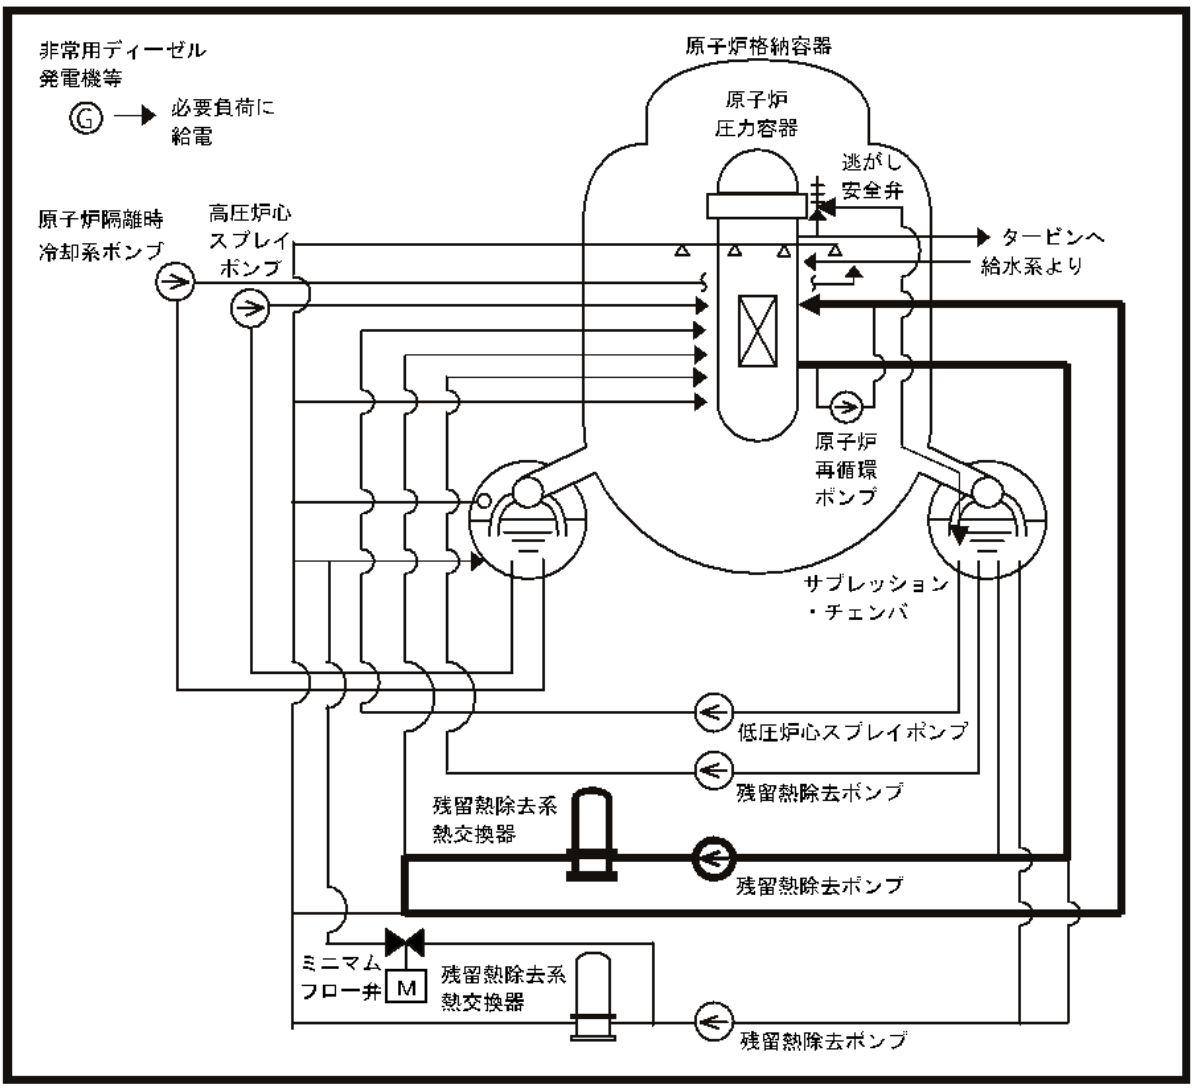 非常用ディーゼル
発電機等
G
必要負荷に
給電
原子炉格納容器
原子炉
圧力容器
逃がし
安全弁
原子炉隔離時
冷却系ポンプ
高圧炉心
スプレイ
ポンプ
タービンへ
給水系より
原子炉
再循環
ポンプ
サプレッション
・チェンバ
低圧炉心スプレイポンプ
残留熱除去ポンプ
残留熱除去系
熱交換器
残留熱除去ポンプ
ミニマム
フロー弁
M
残留熱除去系
熱交換器
残留熱除去ポンプ